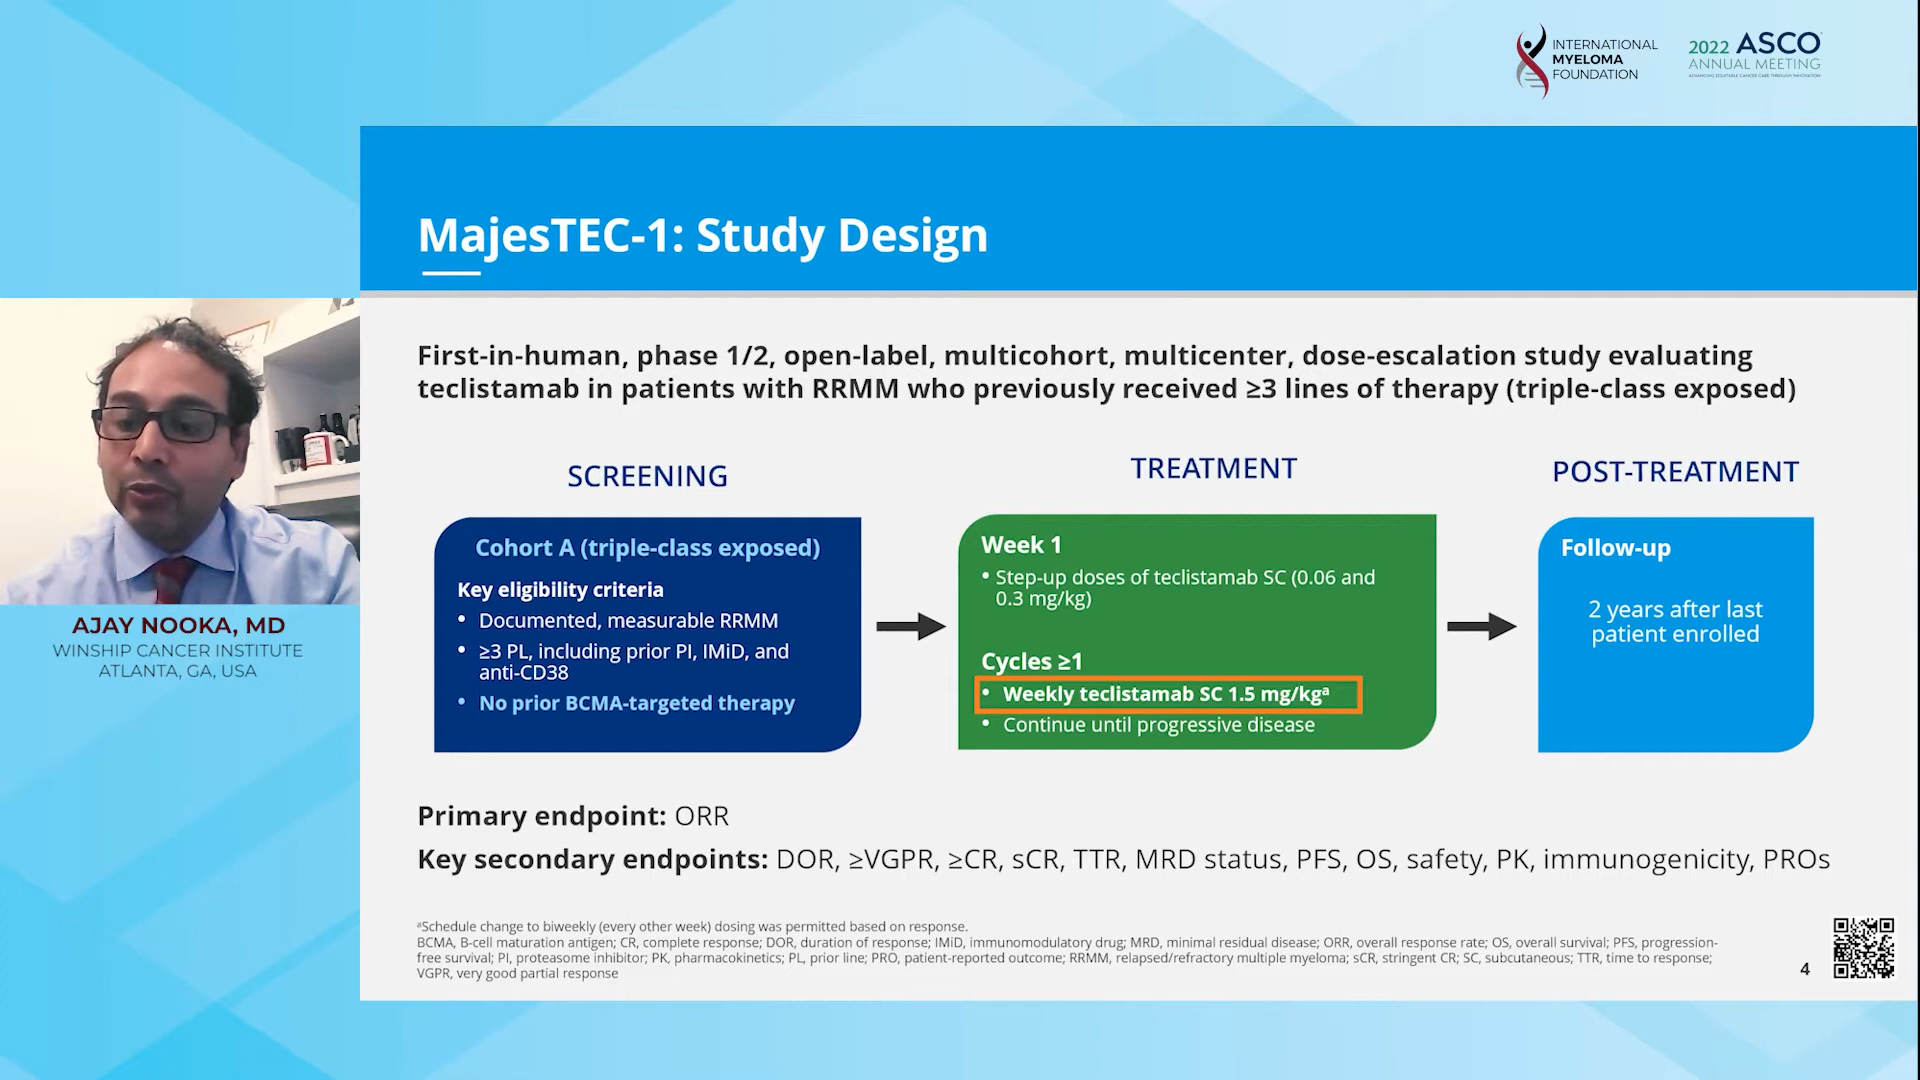 INTERNATIONAL
MYELOMA
FOUNDATION
2022 ASCO
ANNUAL MEETING
ADVANCING EQUITABLE CANCER CARE THROUGH INNOVATION
MajesTEC-1: Study Design
First-in-human, phase 1/2, open-label, multicohort, multicenter, dose-escalation study evaluating
teclistamab in patients with RRMM who previously received ≥3 lines of therapy (triple-class exposed)
SCREENING
Cohort A (triple-class exposed)
Key eligibility criteria
• Documented, measurable RRMM
• ≥3 PL, including prior PI, IMiD, and
anti-CD38
• No prior BCMA-targeted therapy
TREATMENT
Week 1
• Step-up doses of teclistamab SC (0.06 and
0.3 mg/kg)
Cycles ≥1
• Weekly teclistamab SC 1.5 mg/kgᵃ
• Continue until progressive disease
POST-TREATMENT
Follow-up
2 years after last
patient enrolled
AJAY NOOKA, MD
WINSHIP CANCER INSTITUTE
ATLANTA, GA, USA
Primary endpoint: ORR
Key secondary endpoints: DOR, ≥VGPR, ≥CR, sCR, TTR, MRD status, PFS, OS, safety, PK, immunogenicity, PROs
ᵃSchedule change to biweekly (every other week) dosing was permitted based on response.
BCMA, B-cell maturation antigen; CR, complete response; DOR, duration of response; IMiD, immunomodulatory drug; MRD, minimal residual disease; ORR, overall response rate; OS, overall survival; PFS, progression-
free survival; PI, proteasome inhibitor; PK, pharmacokinetics; PL, prior line; PRO, patient-reported outcome; RRMM, relapsed/refractory multiple myeloma; sCR, stringent CR; SC, subcutaneous; TTR, time to response;
VGPR, very good partial response
4